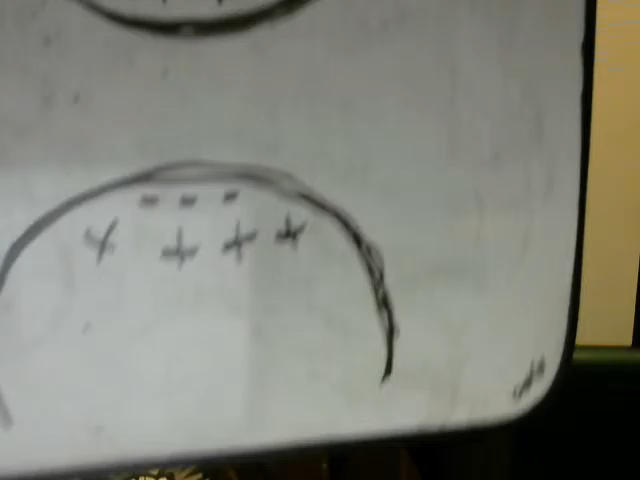 - - -
+ + + +